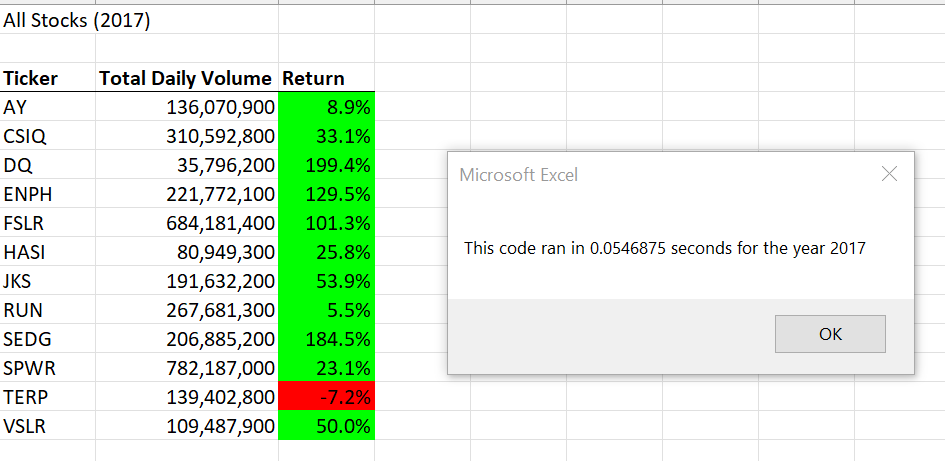 All Stocks (2017)
Ticker Total Daily Volume Return
AY 136,070,900 8.9%
CSIQ 310,592,800 33.1%
DQ 35,796,200 199.4%
ENPH 221,772,100 129.5%
FSLR 684,181,400 101.3%
HASI 80,949,300 25.8%
JKS 191,632,200 53.9%
RUN 267,681,300 5.5%
SEDG 206,885,200 184.5%
SPWR 782,187,000 23.1%
TERP 139,402,800 -7.2%
VSLR 109,487,900 50.0%
Microsoft Excel
This code ran in 0.0546875 seconds for the year 2017
OK